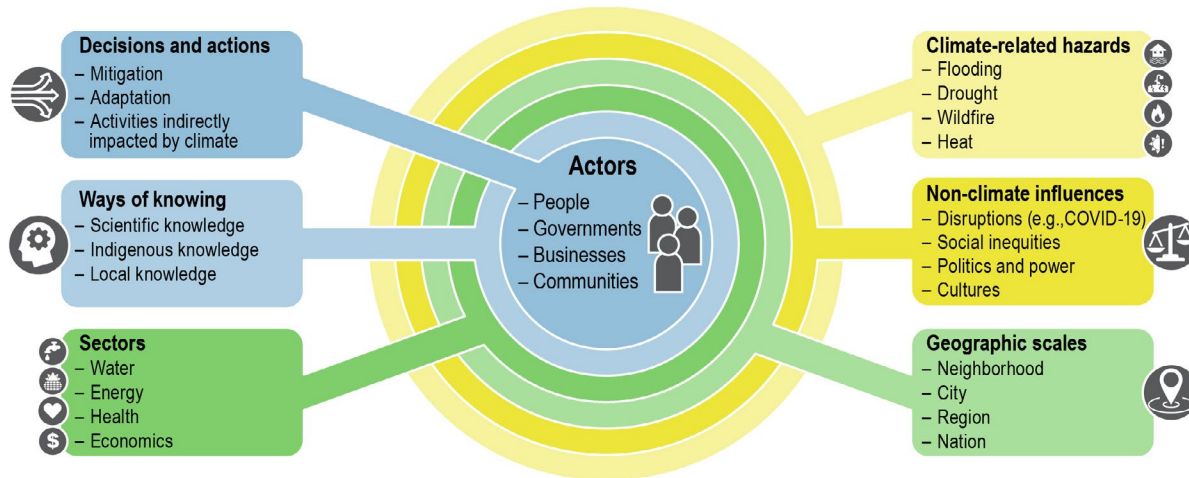 Decisions and actions
– Mitigation
– Adaptation
– Activities indirectly
impacted by climate
Ways of knowing
– Scientific knowledge
– Indigenous knowledge
– Local knowledge
Sectors
– Water
– Energy
– Health
– Economics
$
Actors
– People
– Governments
– Businesses
– Communities
Climate-related hazards
– Flooding
– Drought
– Wildfire
– Heat
!
Non-climate influences
– Disruptions (e.g.,COVID-19)
– Social inequities
– Politics and power
– Cultures
Geographic scales
– Neighborhood
– City
– Region
– Nation